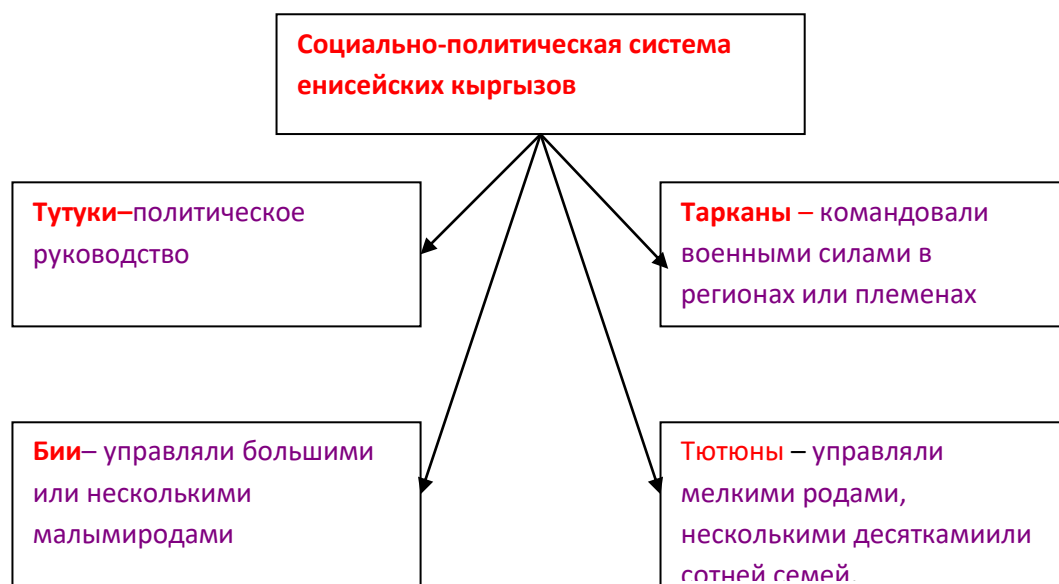 Социально-политическая система
енисейских кыргызов
Тутуки–политическое
руководство
Тарканы – командовали
военными силами в
регионах или племенах
Бии– управляли большими
или несколькими
малымиродами
Тютюны – управляли
мелкими родами,
несколькими десяткамиили
сотней семей.